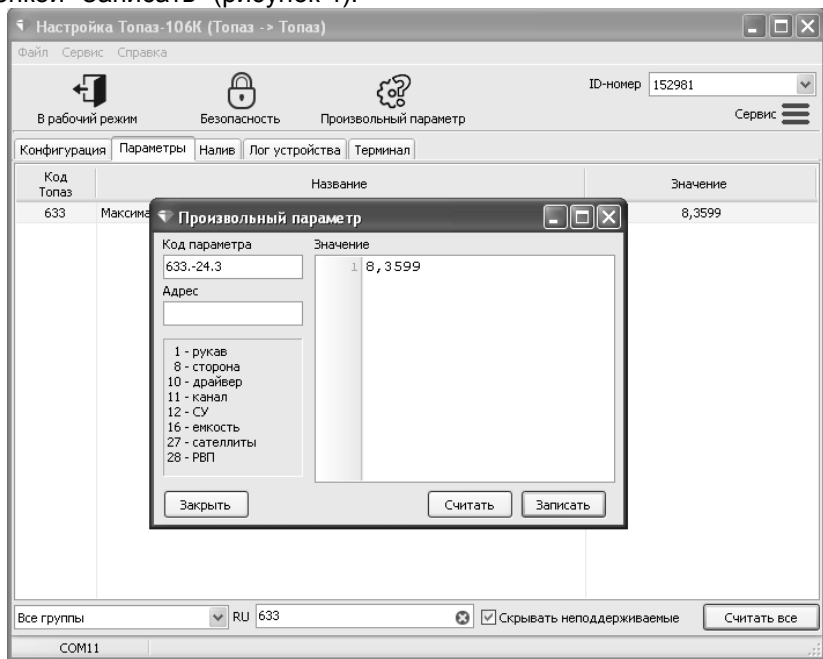 "Записать" (рисунок 4).
Настройка Топаз-106К (Топаз -> Топаз)
Файл Сервис Справка
В рабочий режим Безопасность Произвольный параметр
ID-номер 152981
Сервис
Конфигурация Параметры Налив Лог устройства Терминал
Код Топаз Название Значение
633 Максима 8,3599
Произвольный параметр
Код параметра Значение
633.-24.3 1 8,3599
Адрес
1 - рукав
8 - сторона
10 - драйвер
11 - канал
12 - СУ
16 - емкость
27 - сателлиты
28 - РВП
Закрыть Считать Записать
Все группы RU 633 Скрывать неподдерживаемые Считать все
COM11